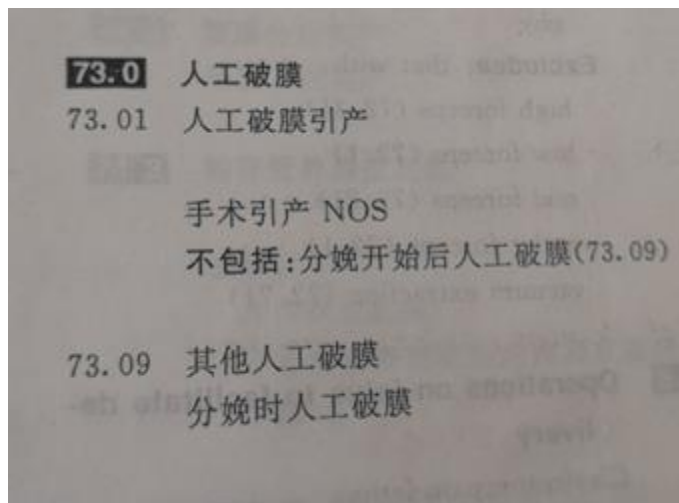 73.0 人工破膜
73.01 人工破膜引产
手术引产 NOS
不包括:分娩开始后人工破膜(73.09)
73.09 其他人工破膜
分娩时人工破膜